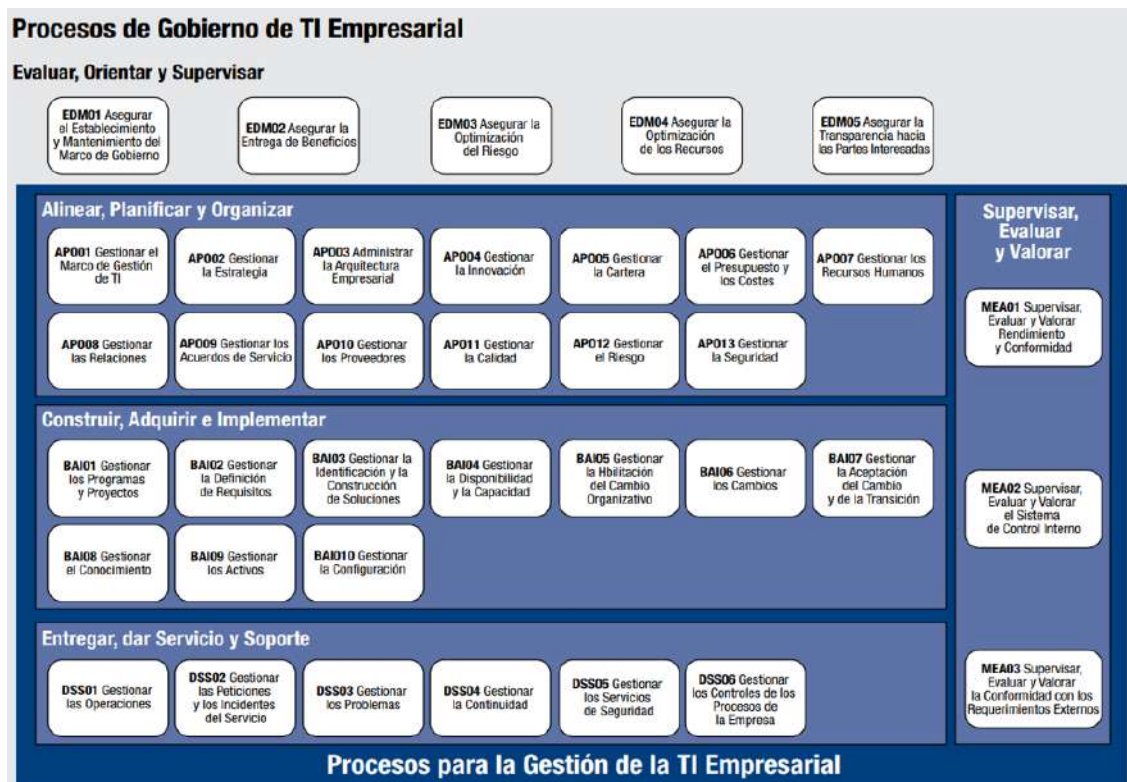 Procesos de Gobierno de TI Empresarial
Evaluar, Orientar y Supervisar
EDM01 Asegurar
el Establecimiento
y Mantenimiento del
Marco de Gobierno
EDM02 Asegurar la
Entrega de Beneficios
EDM03 Asegurar la
Optimización
del Riesgo
EDM04 Asegurar la
Optimización
de los Recursos
EDM05 Asegurar la
Transparencia hacia
las Partes Interesadas
Alinear, Planificar y Organizar
APO01 Gestionar el
Marco de Gestión
de TI
APO02 Gestionar
la Estrategia
APO03 Administrar
la Arquitectura
Empresarial
APO04 Gestionar
la Innovación
APO05 Gestionar
la Cartera
APO06 Gestionar
el Presupuesto y
los Costes
APO07 Gestionar los
Recursos Humanos
APO08 Gestionar
las Relaciones
APO09 Gestionar los
Acuerdos de Servicio
APO10 Gestionar
los Proveedores
APO11 Gestionar
la Calidad
APO12 Gestionar
el Riesgo
APO13 Gestionar
la Seguridad
Construir, Adquirir e Implementar
BAI01 Gestionar
los Programas
y Proyectos
BAI02 Gestionar
la Definición
de Requisitos
BAI03 Gestionar la
Identificación y la
Construcción
de Soluciones
BAI04 Gestionar
la Disponibilidad
y la Capacidad
BAI05 Gestionar
la Hbilitación
del Cambio
Organizativo
BAI06 Gestionar
los Cambios
BAI07 Gestionar
la Aceptación
del Cambio
y de la Transición
BAI08 Gestionar
el Conocimiento
BAI09 Gestionar
los Activos
BAI010 Gestionar
la Configuración
Entregar, dar Servicio y Soporte
DSS01 Gestionar
las Operaciones
DSS02 Gestionar
las Peticiones
y los Incidentes
del Servicio
DSS03 Gestionar
los Problemas
DSS04 Gestionar
la Continuidad
DSS05 Gestionar
los Servicios
de Seguridad
DSS06 Gestionar
los Controles de los
Procesos de
la Empresa
Supervisar,
Evaluar
y Valorar
MEA01 Supervisar,
Evaluar y Valorar
Rendimiento
y Conformidad
MEA02 Supervisar,
Evaluar y Valorar
el Sistema
de Control Interno
MEA03 Supervisar,
Evaluar y Valorar
la Conformidad con los
Requerimientos Externos
Procesos para la Gestión de la TI Empresarial